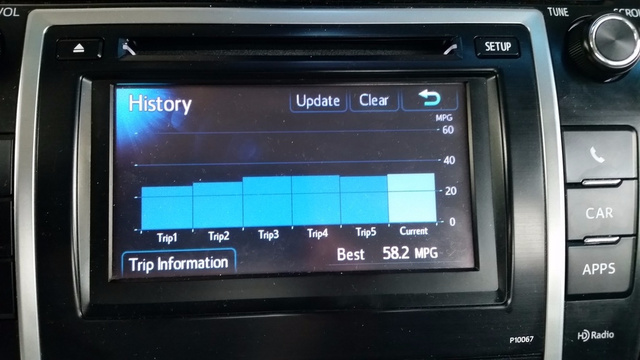 VOL
TUNE
SCROL
SETUP
History
Update
Clear
MPG
60
40
20
0
Trip1
Trip2
Trip3
Trip4
Trip5
Current
Trip Information
Best 58.2 MPG
CAR
APPS
P10067
HD Radio